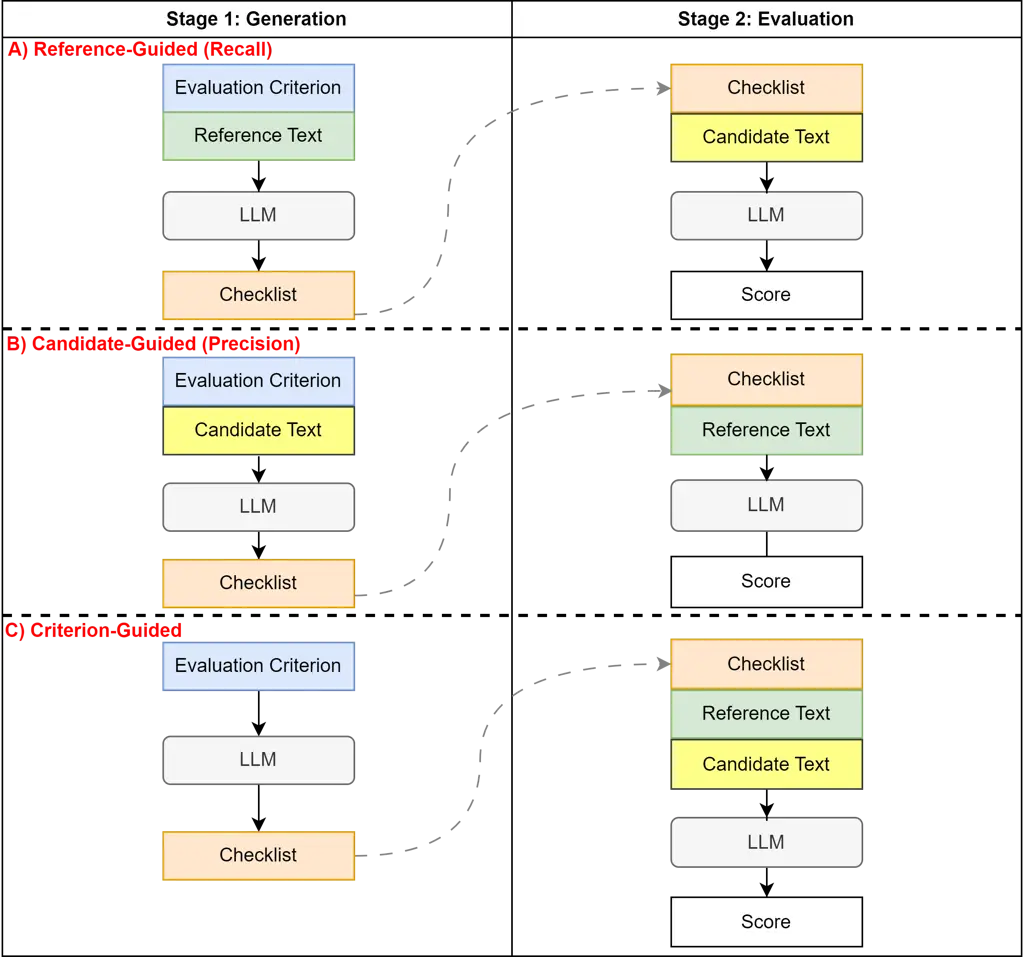 Stage 1: Generation
Stage 2: Evaluation
A) Reference-Guided (Recall)
Evaluation Criterion
Reference Text
LLM
Checklist
Checklist
Candidate Text
LLM
Score
B) Candidate-Guided (Precision)
Evaluation Criterion
Candidate Text
LLM
Checklist
Checklist
Reference Text
LLM
Score
C) Criterion-Guided
Evaluation Criterion
LLM
Checklist
Checklist
Reference Text
Candidate Text
LLM
Score